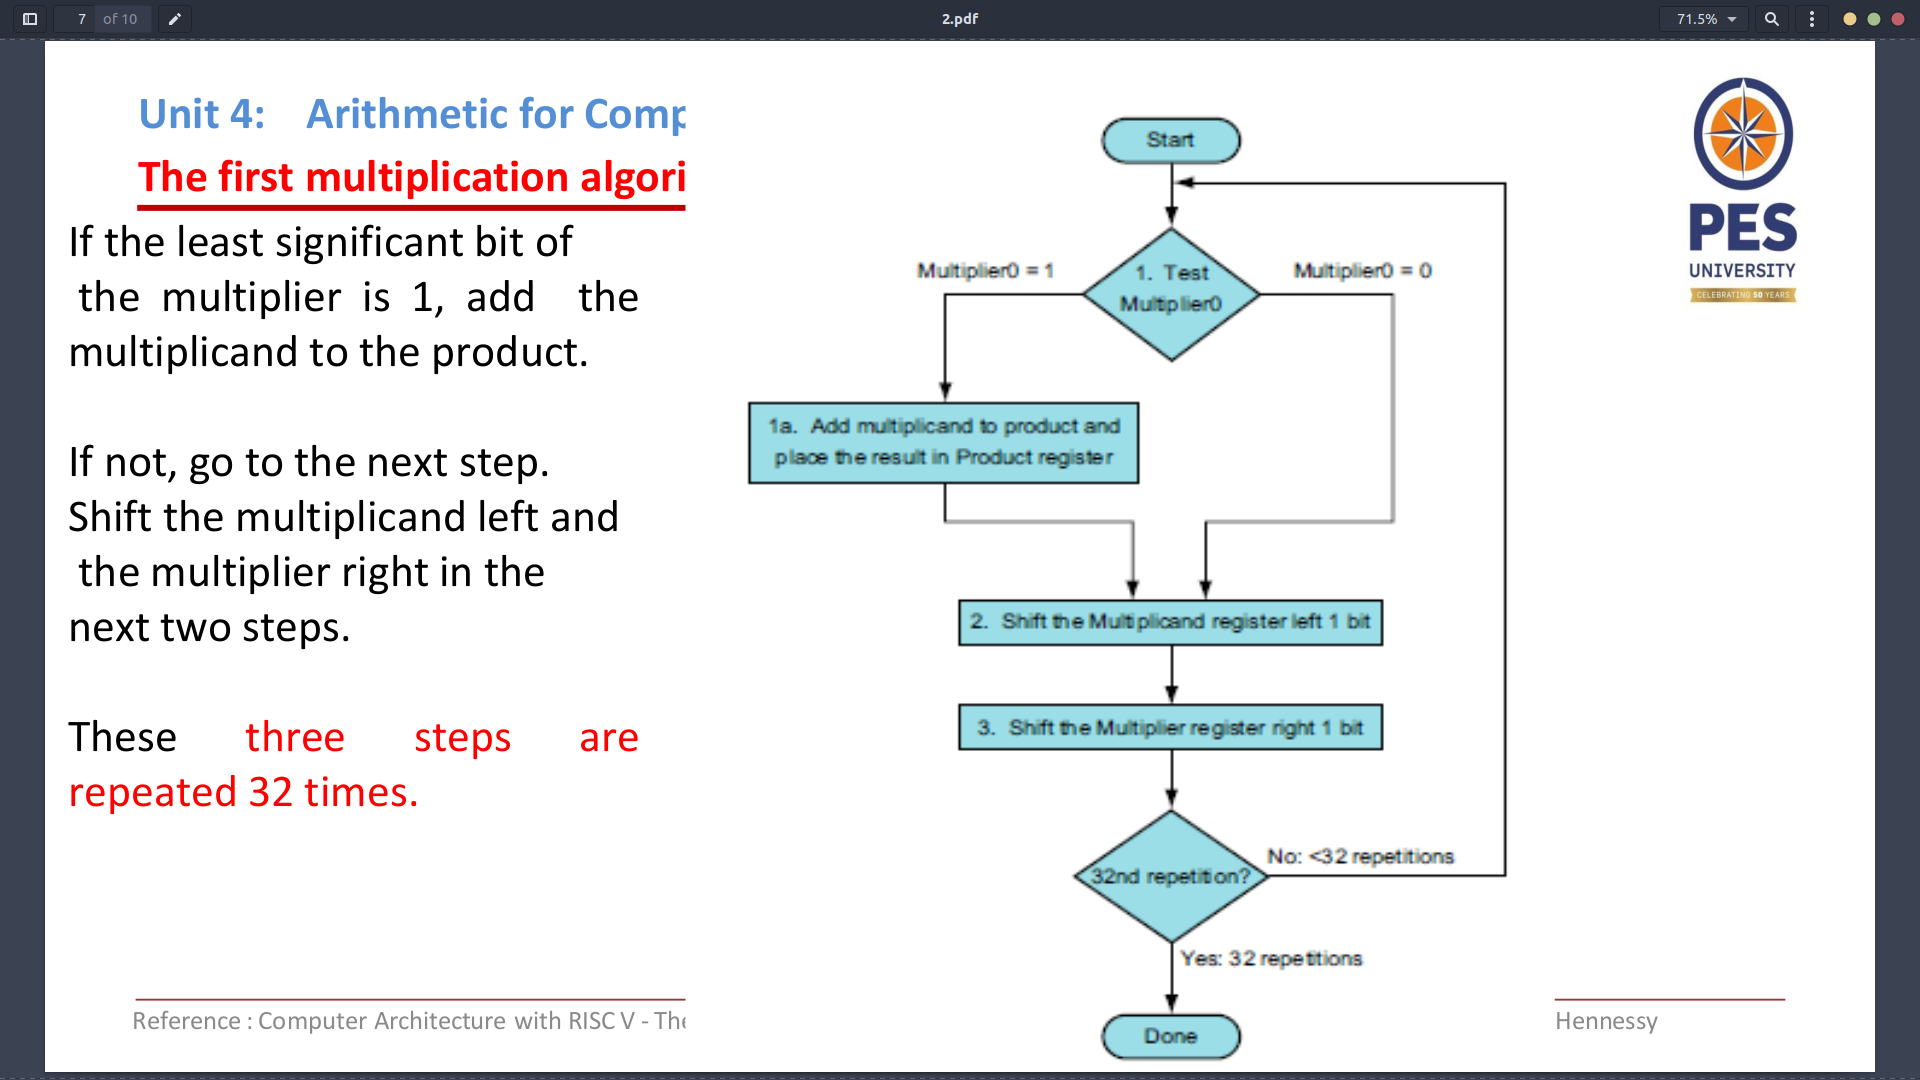 7 of 10
2.pdf
71.5%
Unit 4: Arithmetic for Comp
The first multiplication algori
If the least significant bit of
the multiplier is 1, add the
multiplicand to the product.
If not, go to the next step.
Shift the multiplicand left and
the multiplier right in the
next two steps.
These three steps are
repeated 32 times.
Start
Multiplier0 = 1
1. Test
Multiplier0
Multiplier0 = 0
1a. Add multiplicand to product and
place the result in Product register
2. Shift the Multiplicand register left 1 bit
3. Shift the Multiplier register right 1 bit
32nd repetition?
No: <32 repetitions
Yes: 32 repetitions
Done
PES
UNIVERSITY
CELEBRATING 50 YEARS
Reference : Computer Architecture with RISC V - The
Hennessy